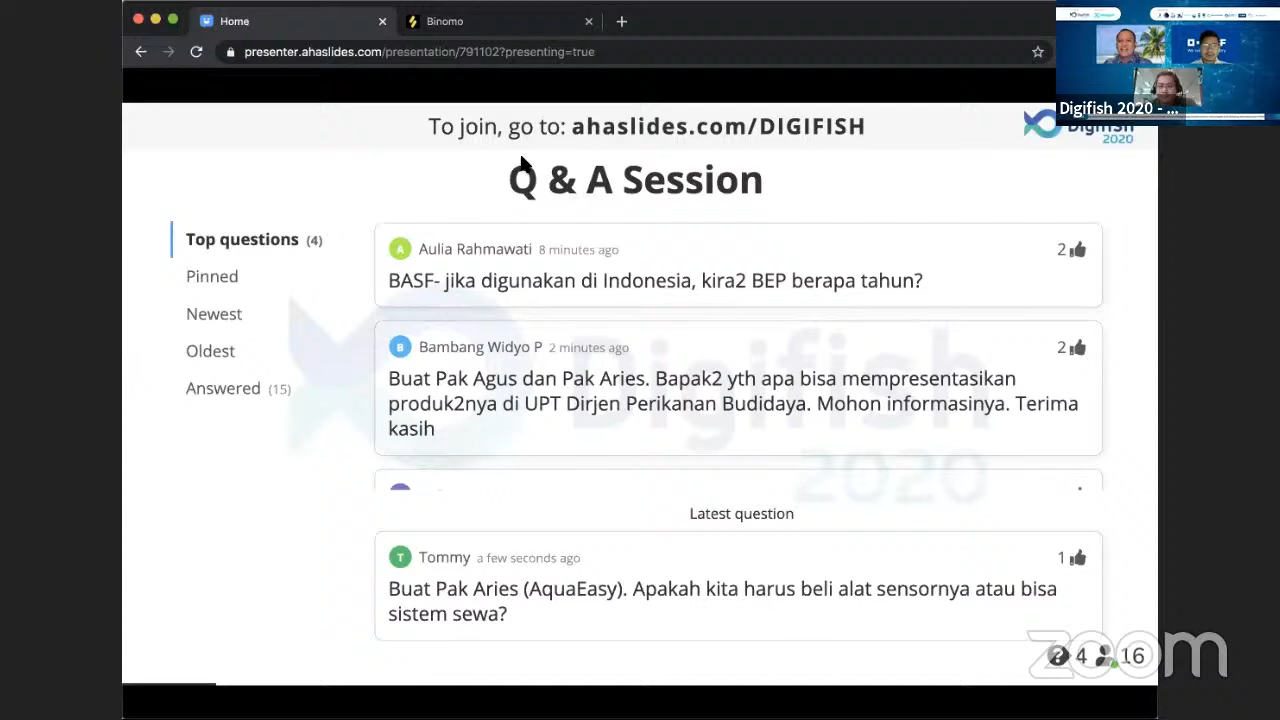 Home
Binomo
presenter.ahaslides.com/presentation/791102?presenting=true
Digifish 2020 - ...
To join, go to: ahaslides.com/DIGIFISH
Digifish
2020
Q & A Session
Top questions (4)
Pinned
Newest
Oldest
Answered (15)
A
Aulia Rahmawati 8 minutes ago
2
BASF- jika digunakan di Indonesia, kira2 BEP berapa tahun?
B
Bambang Widyo P 2 minutes ago
2
Buat Pak Agus dan Pak Aries. Bapak2 yth apa bisa mempresentasikan
produk2nya di UPT Dirjen Perikanan Budidaya. Mohon informasinya. Terima
kasih
Digifish
2020
Latest question
T
Tommy a few seconds ago
1
Buat Pak Aries (AquaEasy). Apakah kita harus beli alat sensornya atau bisa
sistem sewa?
4
16
zoom